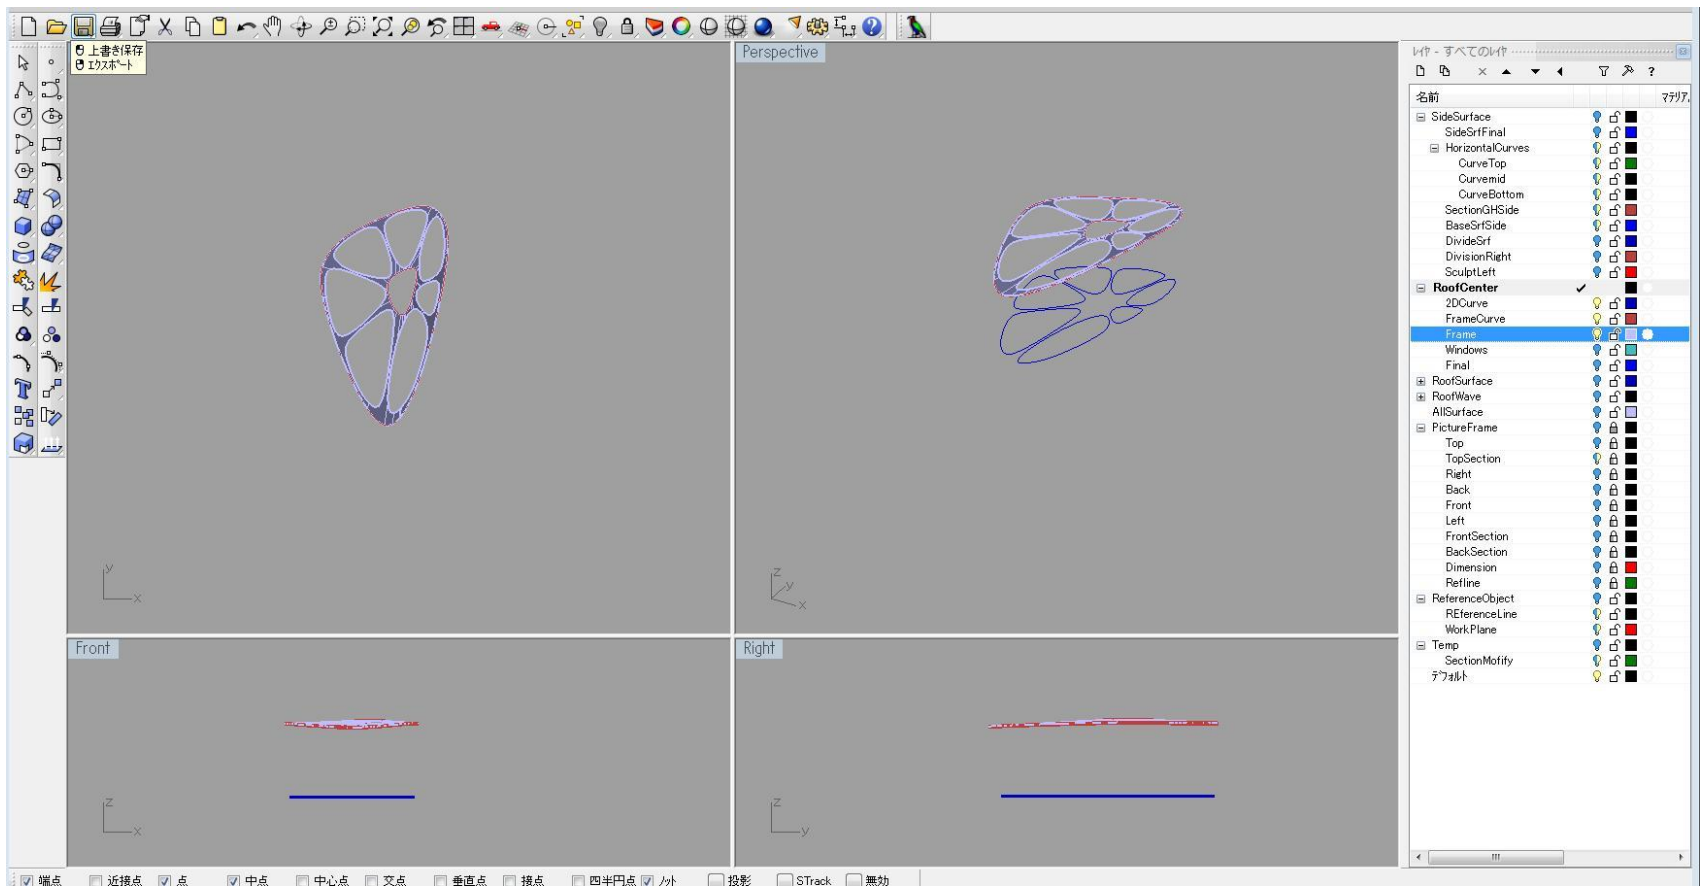 上書き保存
エクスポート
Perspective
y
x
z
y
x
Front
z
x
Right
z
y
レイヤ - すべてのレイヤ
?
名前
マテリア
SideSurface
SideSrfFinal
HorizontalCurves
CurveTop
Curvemid
CurveBottom
SectionGHSide
BaseSrfSide
DivideSrf
DivisionRight
SculptLeft
RoofCenter
2DCurve
FrameCurve
Frame
Windows
Final
RoofSurface
RoofWave
AllSurface
PictureFrame
Top
TopSection
Right
Back
Front
Left
FrontSection
BackSection
Dimension
Refline
ReferenceObject
REferenceLine
WorkPlane
Temp
SectionMofify
デフォルト
端点 近接点 点 中点 中心点 交点 垂直点 接点 四半円点 ノット 投影 STrack 無効